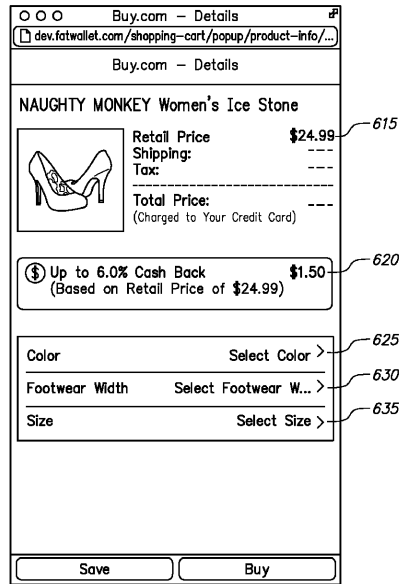 Buy.com – Details
dev.fatwallet.com/shopping-cart/popup/product-info/...
Buy.com – Details
NAUGHTY MONKEY Women's Ice Stone
Retail Price $24.99 615
Shipping: ---
Tax: ---
Total Price: ---
(Charged to Your Credit Card)
$ Up to 6.0% Cash Back $1.50 620
(Based on Retail Price of $24.99)
Color Select Color > 625
Footwear Width Select Footwear W... > 630
Size Select Size > 635
Save Buy